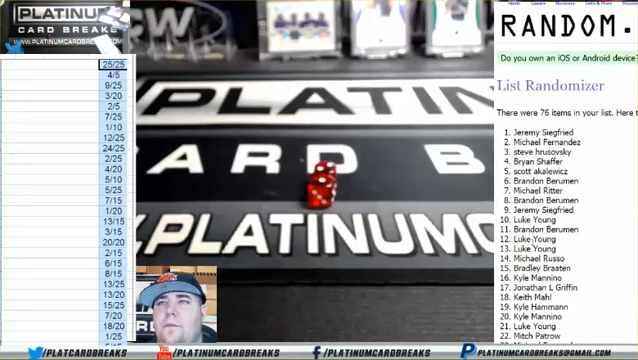 PLATINUM
CARD BREAKS
WWW.PLATINUMCARDBREAKS.COM
25/25
4/5
9/25
3/20
2/5
7/25
1/10
12/25
24/25
2/25
4/20
5/10
5/25
7/15
1/20
13/15
3/15
20/20
2/15
6/15
8/15
13/25
13/20
15/25
7/20
18/20
1/25
PLATIN
CARD B
.PLATINUMC
RANDOM.
Do you own an iOS or Android device?
List Randomizer
There were 76 items in your list. Here t
1. Jeremy Siegfried
2. Michael Fernandez
3. steve hrusovsky
4. Bryan Shaffer
5. scott akalewicz
6. Brandon Berumen
7. Michael Ritter
8. Brandon Berumen
9. Jeremy Siegfried
10. Luke Young
11. Brandon Berumen
12. Luke Young
13. Luke Young
14. Michael Russo
15. Bradley Braaten
16. Kyle Mannino
17. Jonathan L Griffin
18. Keith Mahl
19. Kyle Hammann
20. Kyle Mannino
21. Luke Young
22. Mitch Patrow
/PLATCARDBREAKS
/PLATINUMCARDBREAKS
/PLATINUMCARDBREAKS
/PLATINUMCARDBREAKS